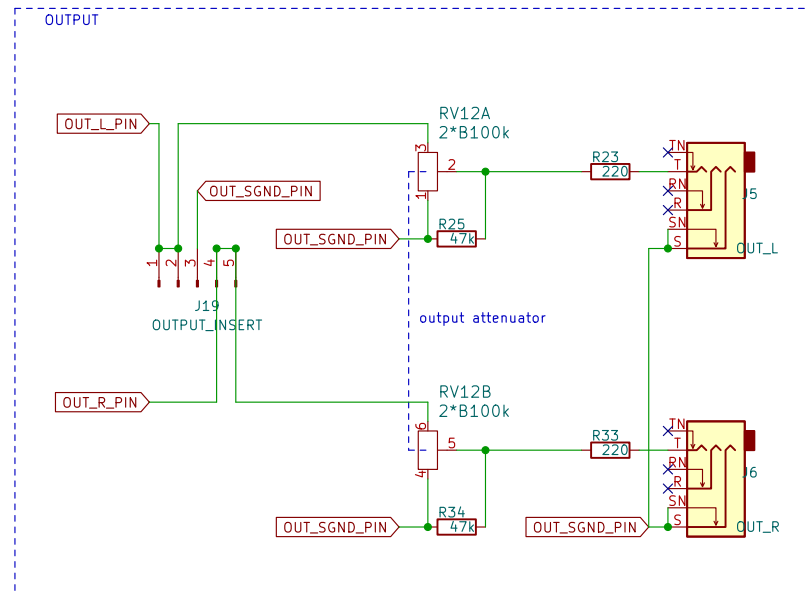 OUTPUT
OUT_L_PIN
RV12A
2*B100k
3
2
1
R23
220
TN
T
RN
R
SN
S
J5
OUT_L
OUT_SGND_PIN
OUT_SGND_PIN
R25
47k
1
2
3
4
5
J19
OUTPUT_INSERT
output attenuator
OUT_R_PIN
RV12B
2*B100k
6
5
4
R33
220
TN
T
RN
R
SN
S
J6
OUT_R
OUT_SGND_PIN
R34
47k
OUT_SGND_PIN